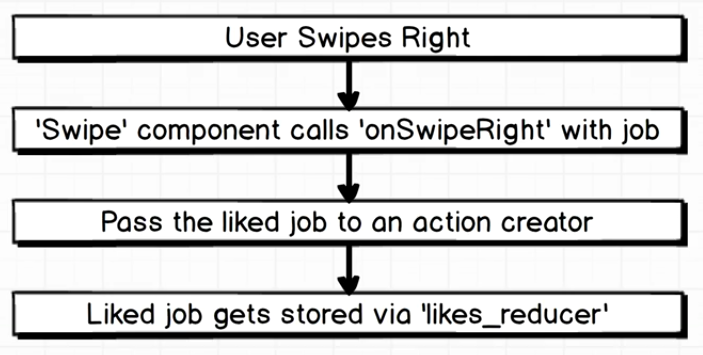 User Swipes Right
'Swipe' component calls 'onSwipeRight' with job
Pass the liked job to an action creator
Liked job gets stored via 'likes_reducer'